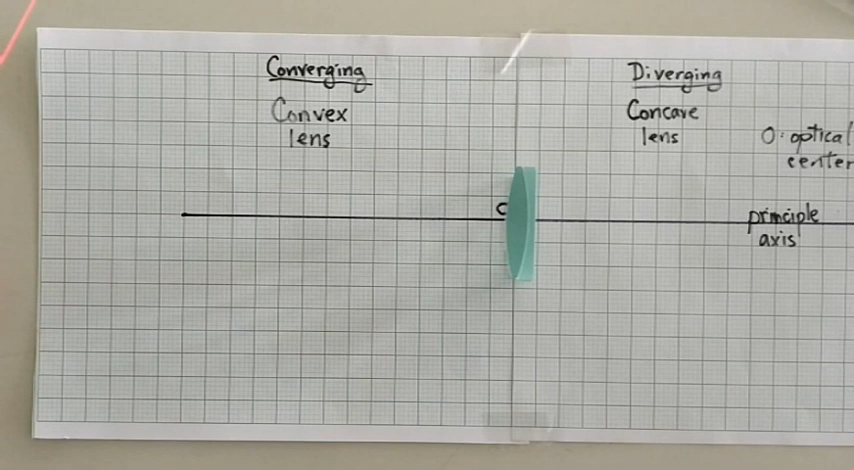 Converging
Convex
lens
Diverging
Concave
lens
O: optical
center
principle
axis